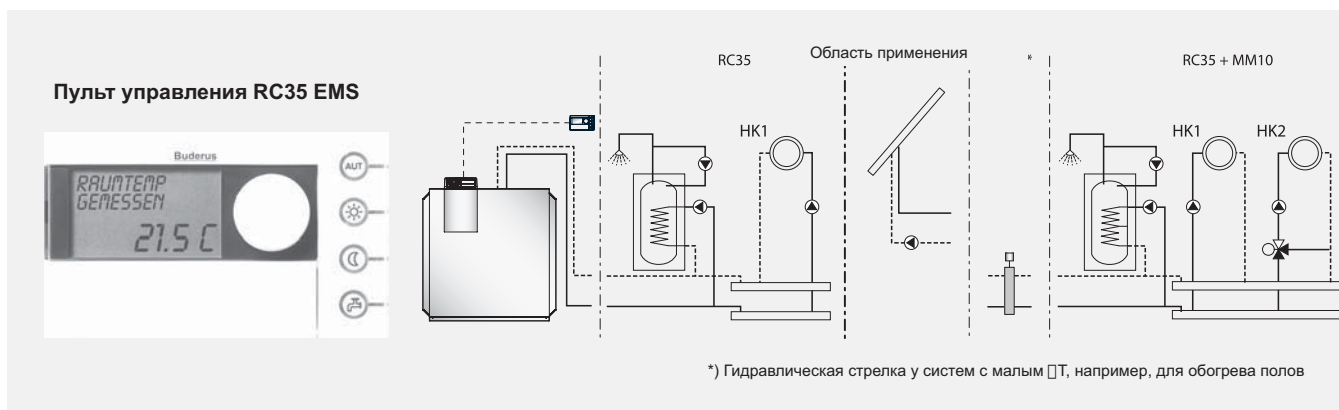 RC35
Область применения
*
RC35 + MM10
Пульт управления RC35 EMS
Buderus
AUT
RAUMTEMP
GEMESSEN
21.5 C
HK1
HK1
HK2
*) Гидравлическая стрелка у систем с малым ▯T, например, для обогрева полов